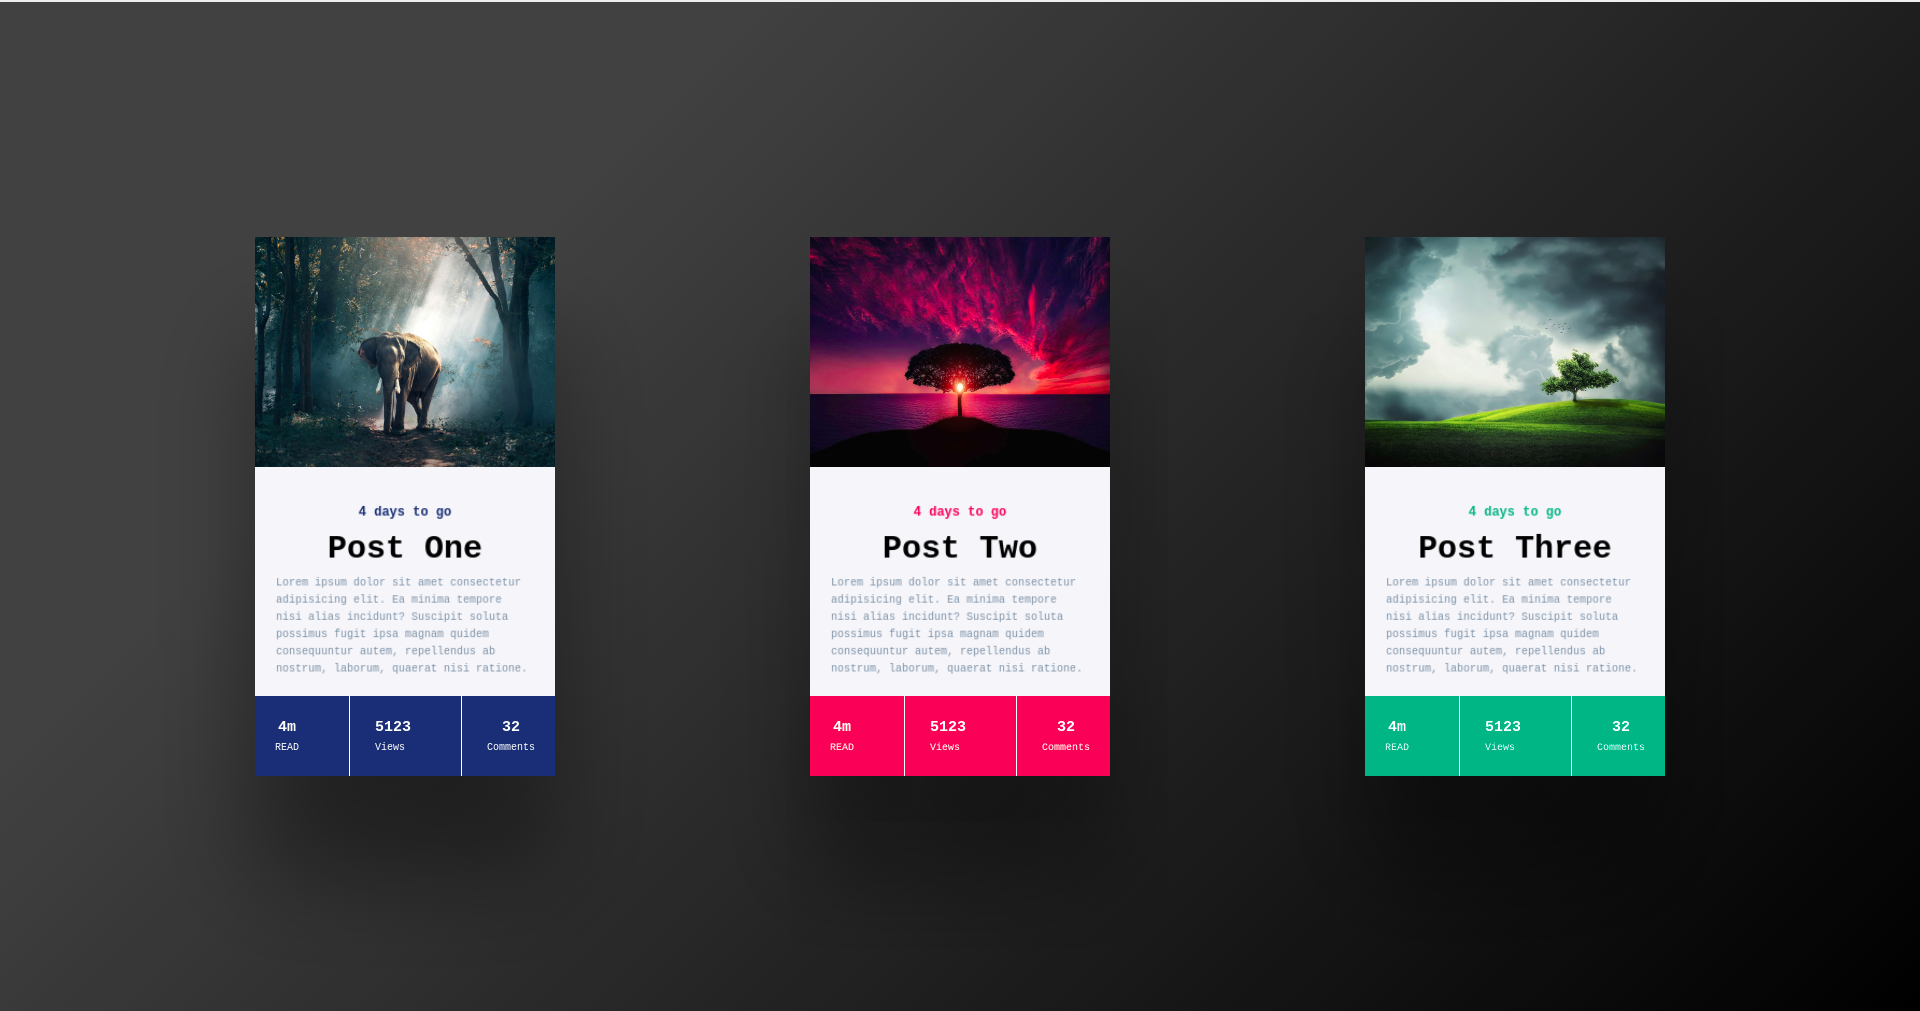 4 days to go
Post One
Lorem ipsum dolor sit amet consectetur
adipisicing elit. Ea minima tempore
nisi alias incidunt? Suscipit soluta
possimus fugit ipsa magnam quidem
consequuntur autem, repellendus ab
nostrum, laborum, quaerat nisi ratione.
4m
READ
5123
Views
32
Comments
4 days to go
Post Two
Lorem ipsum dolor sit amet consectetur
adipisicing elit. Ea minima tempore
nisi alias incidunt? Suscipit soluta
possimus fugit ipsa magnam quidem
consequuntur autem, repellendus ab
nostrum, laborum, quaerat nisi ratione.
4m
READ
5123
Views
32
Comments
4 days to go
Post Three
Lorem ipsum dolor sit amet consectetur
adipisicing elit. Ea minima tempore
nisi alias incidunt? Suscipit soluta
possimus fugit ipsa magnam quidem
consequuntur autem, repellendus ab
nostrum, laborum, quaerat nisi ratione.
4m
READ
5123
Views
32
Comments